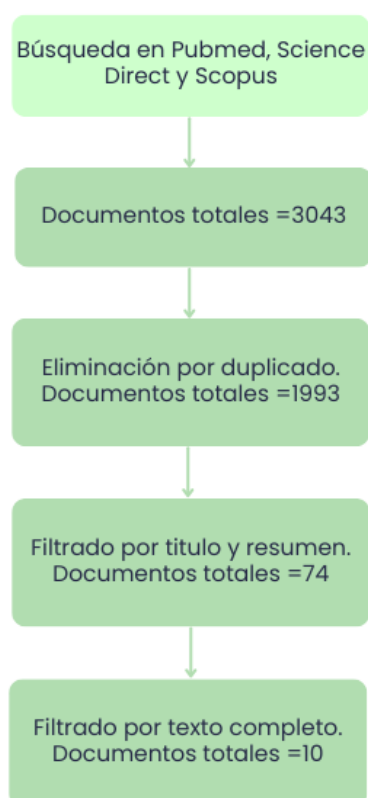 Búsqueda en Pubmed, Science
Direct y Scopus
Documentos totales =3043
Eliminación por duplicado.
Documentos totales =1993
Filtrado por titulo y resumen.
Documentos totales =74
Filtrado por texto completo.
Documentos totales =10